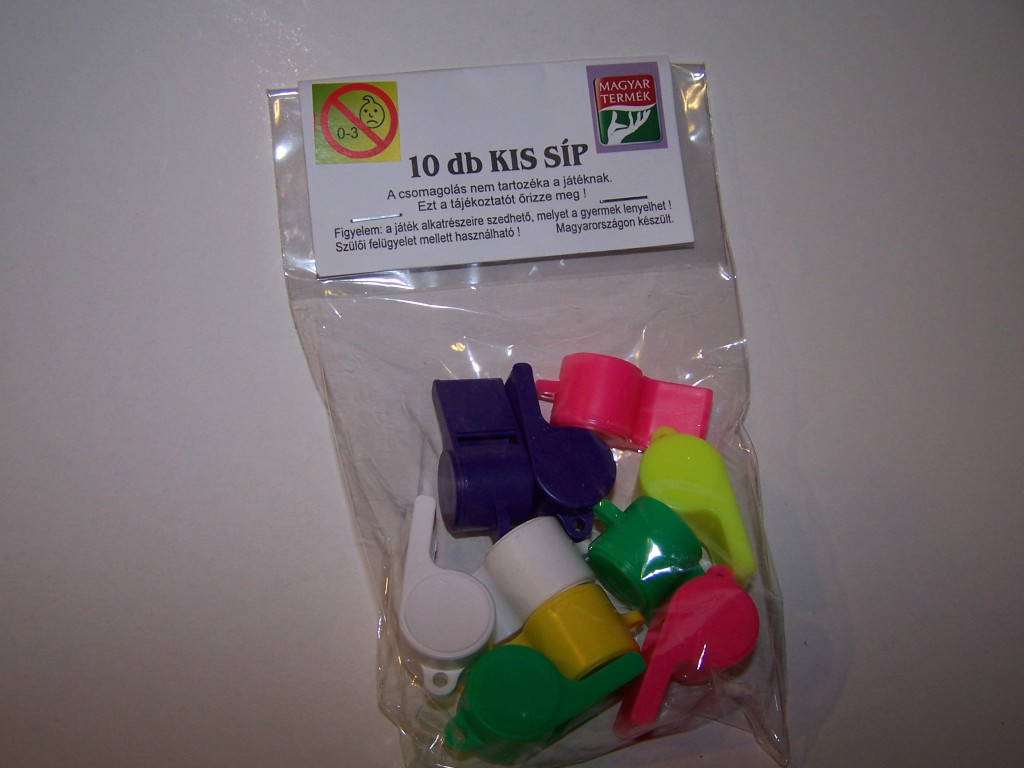 0-3
MAGYAR
TERMÉK
10 db KIS SÍP
A csomagolás nem tartozéka a játéknak.
Ezt a tájékoztatót őrizze meg !
Figyelem: a játék alkatrészeire szedhető, melyet a gyermek lenyelhet !
Szülői felügyelet mellett használható ! Magyarországon készült.